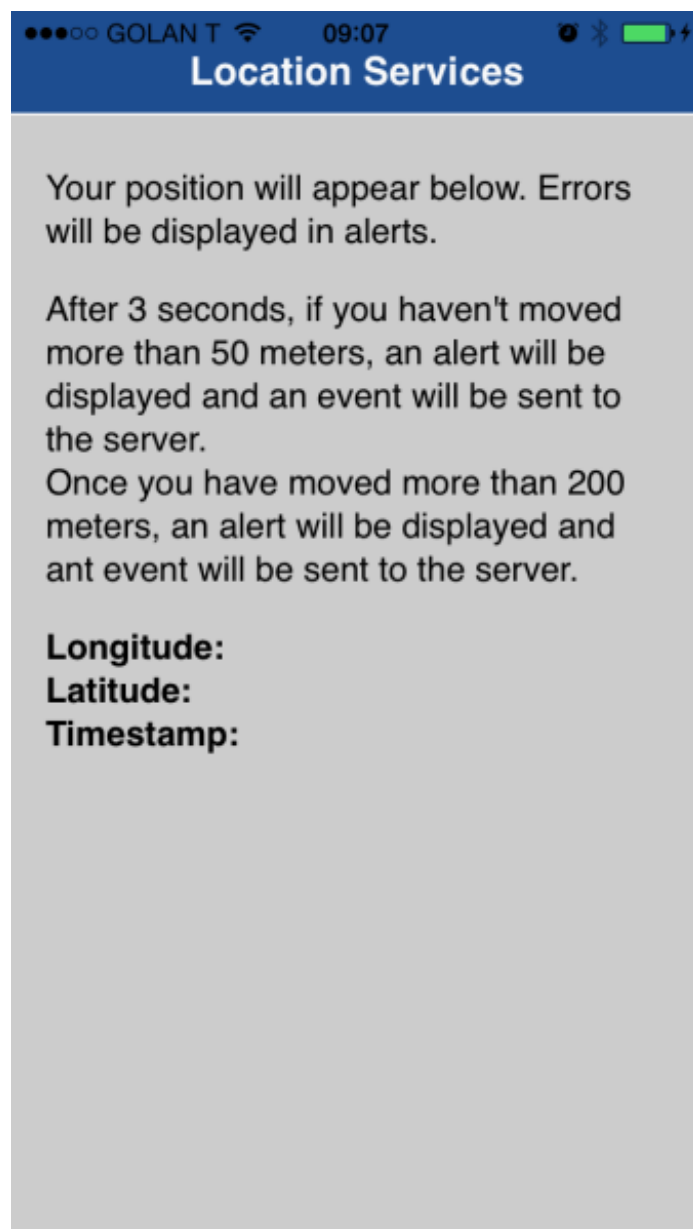 GOLAN T 09:07
Location Services
Your position will appear below. Errors
will be displayed in alerts.
After 3 seconds, if you haven't moved
more than 50 meters, an alert will be
displayed and an event will be sent to
the server.
Once you have moved more than 200
meters, an alert will be displayed and
ant event will be sent to the server.
Longitude:
Latitude:
Timestamp: